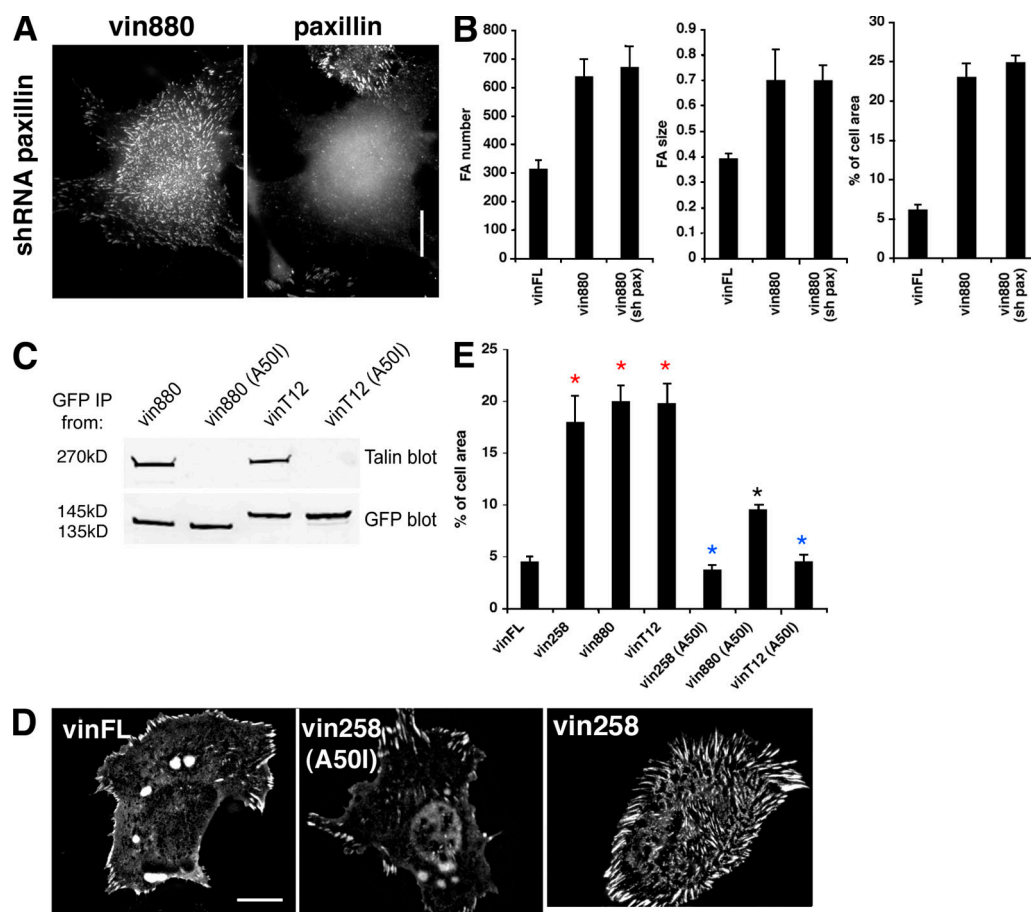 A
vin880
paxillin
shRNA paxillin
B
FA number
800
700
600
500
400
300
200
100
0
vinFL
vin880
vin880
(sh pax)
FA size
0.9
0.8
0.7
0.6
0.5
0.4
0.3
0.2
0.1
0
vinFL
vin880
vin880
(sh pax)
% of cell area
30
25
20
15
10
5
0
vinFL
vin880
vin880
(sh pax)
C
GFP IP
from:
vin880
vin880 (A50I)
vinT12
vinT12 (A50I)
270kD
Talin blot
145kD
135kD
GFP blot
E
% of cell area
25
20
15
10
5
0
*
*
*
*
*
*
vinFL
vin258
vin880
vinT12
vin258 (A50I)
vin880 (A50I)
vinT12 (A50I)
D
vinFL
vin258
(A50I)
vin258